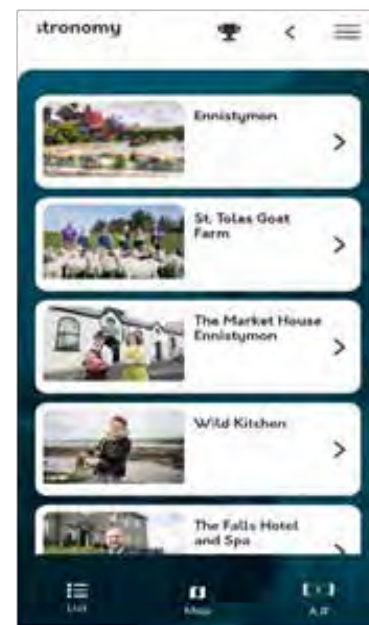 stronomy
Ennistymon
St. Tolas Goat
Farm
The Market House
Ennistymon
Wild Kitchen
The Falls Hotel
and Spa
List
Map
A.R